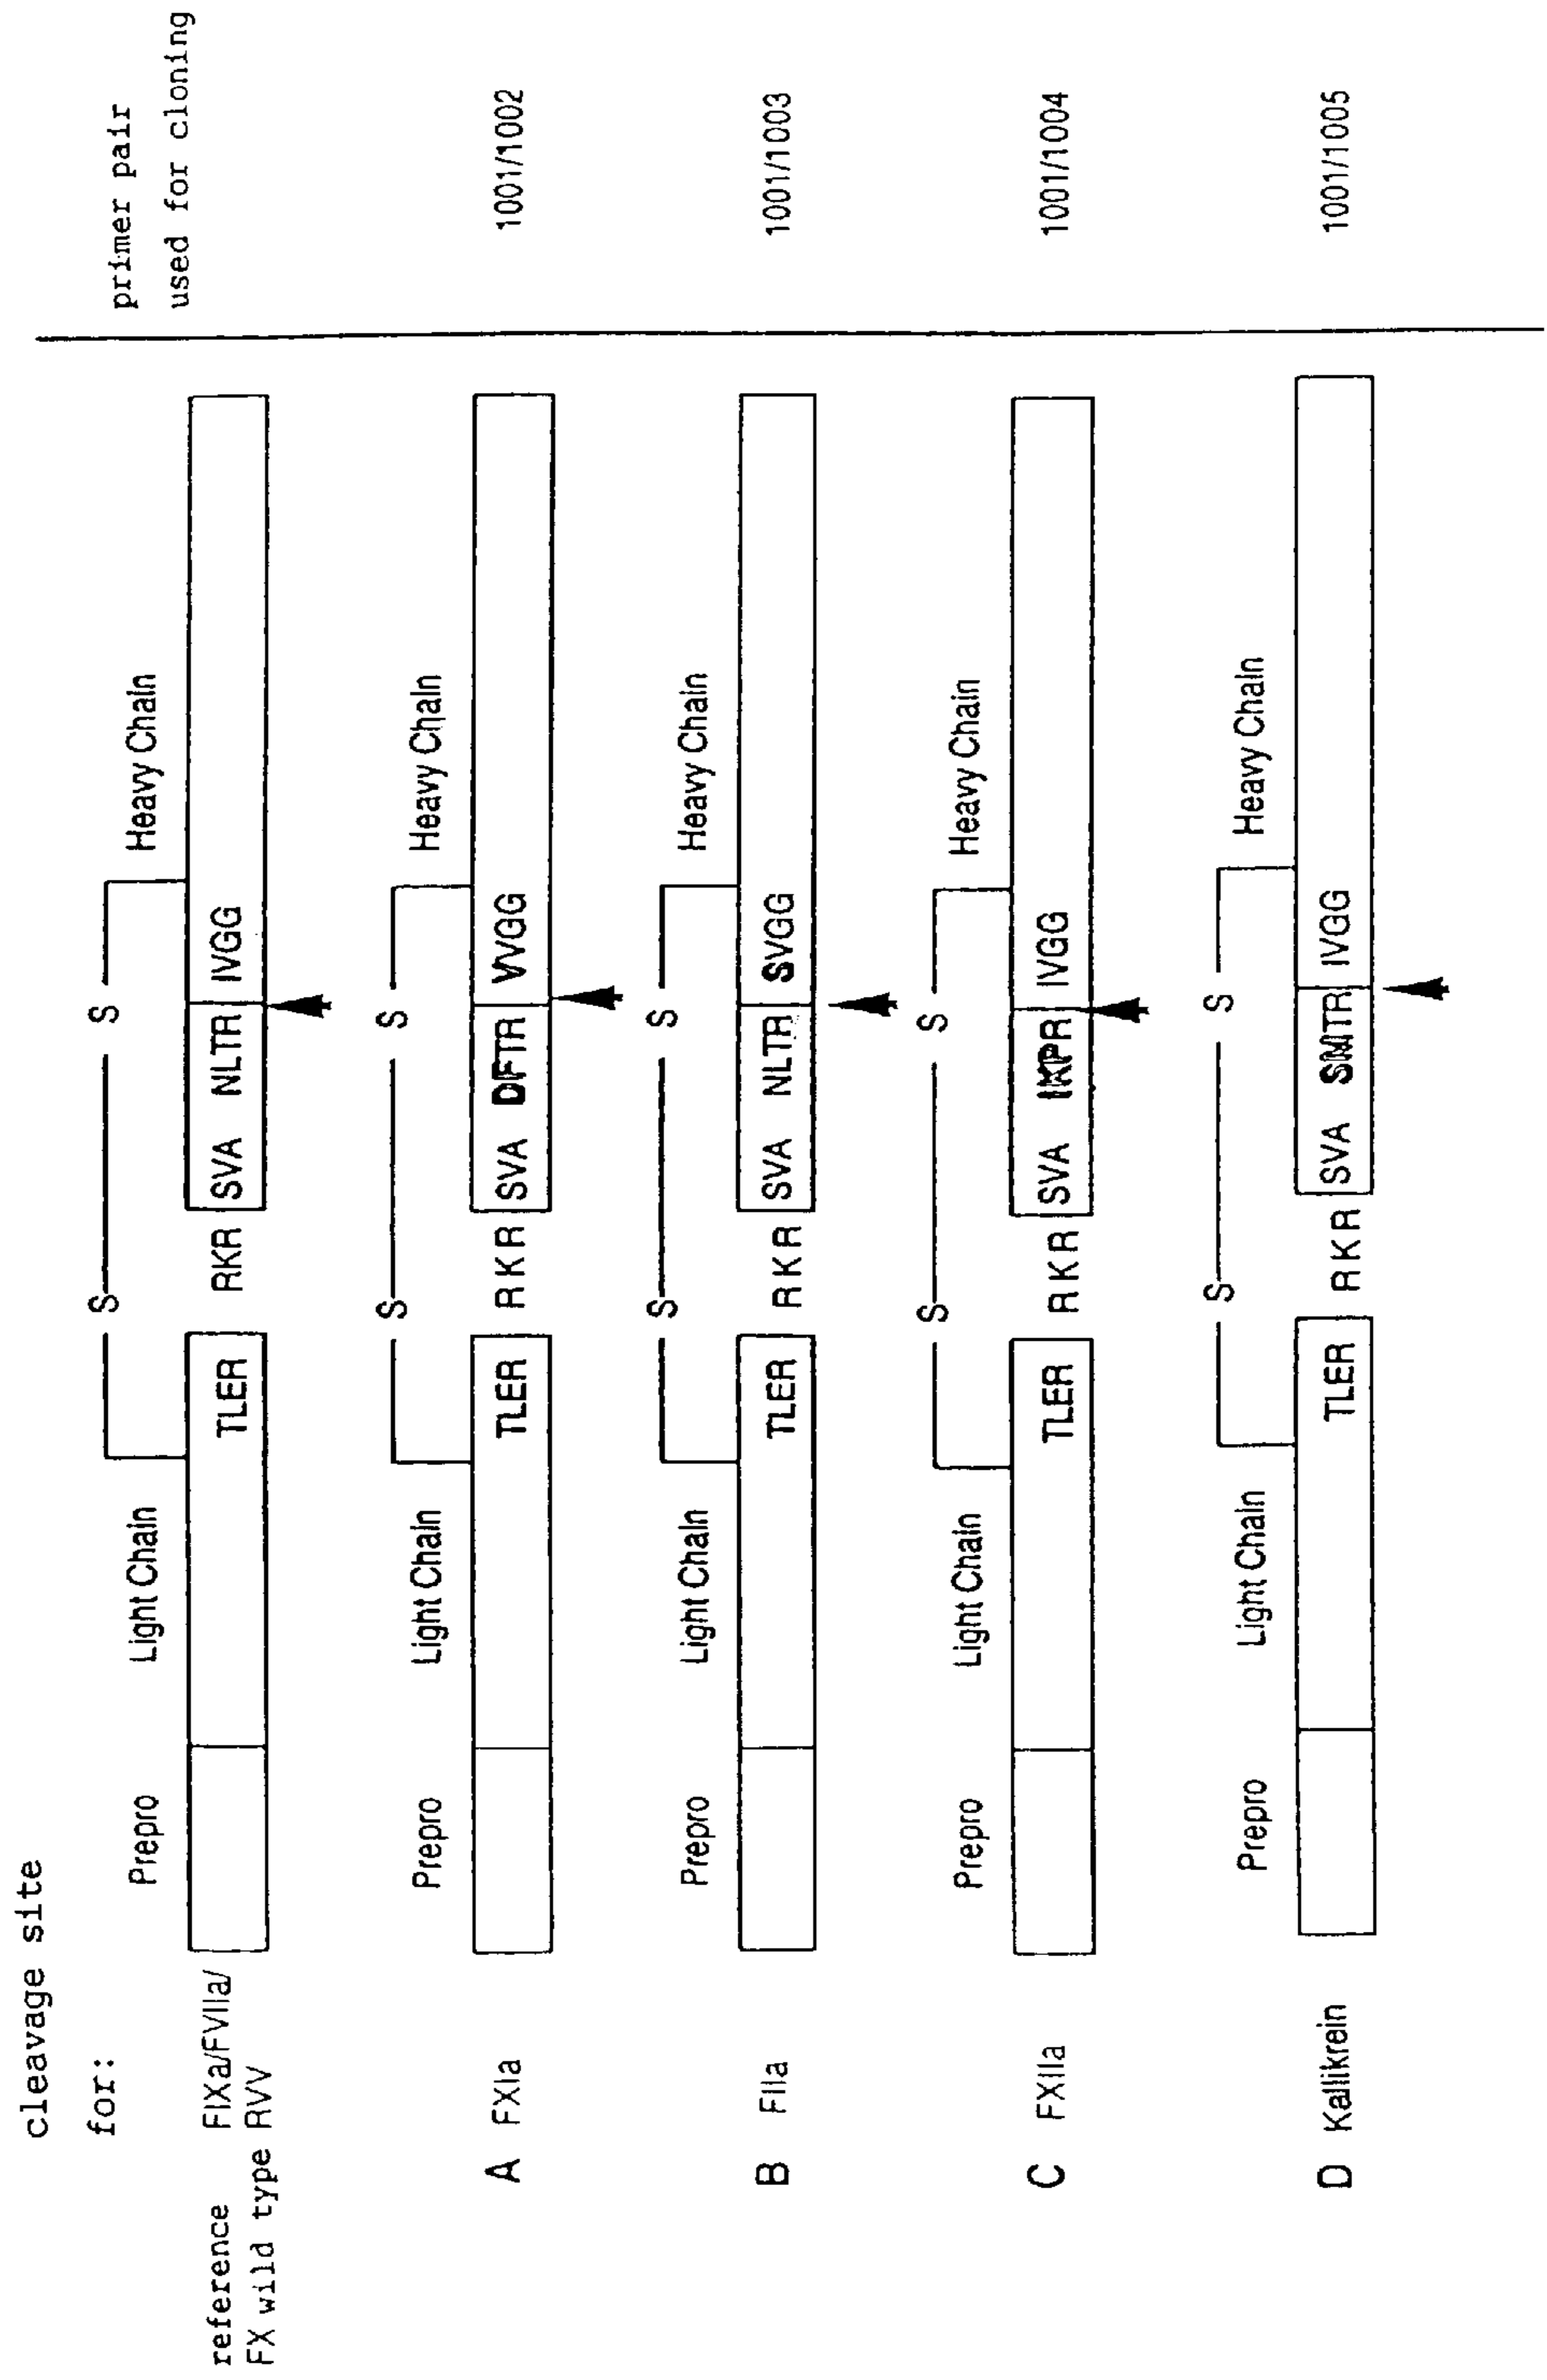 cleavage site
for:
primer pair
used for cloning
reference FIXa/FVIIa/
FX wild type RVV
Prepro Light Chain S S Heavy Chain
TLER RKR SVA NLTR IVGG
A FXIa
Prepro Light Chain S S Heavy Chain
TLER RKR SVA DFTR VVGG
1001/1002
B FIIa
Prepro Light Chain S S Heavy Chain
TLER RKR SVA NLTR SVGG
1001/1003
C FXIIa
Prepro Light Chain S S Heavy Chain
TLER RKR SVA IKPR IVGG
1001/1004
D Kallikrein
Prepro Light Chain S S Heavy Chain
TLER RKR SVA SMTR IVGG
1001/1005